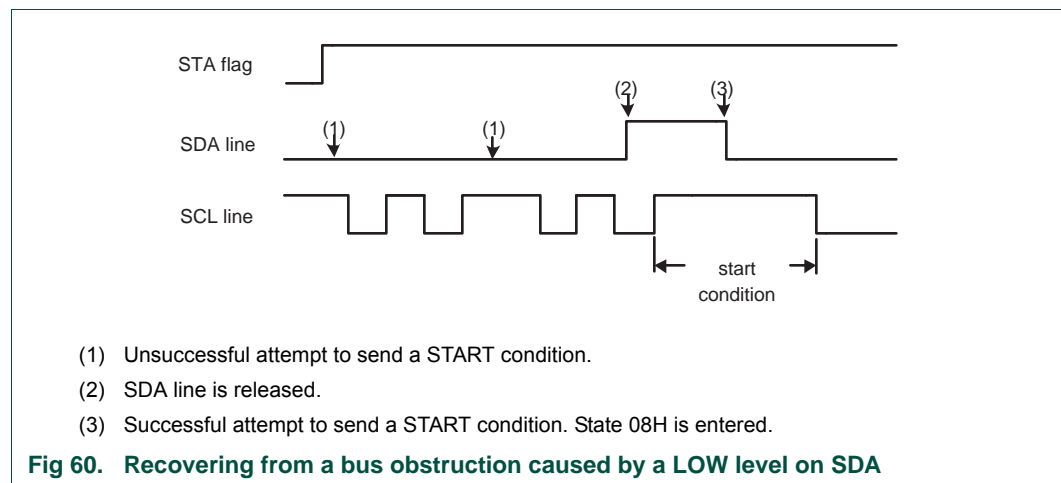 STA flag
(2) (3)
(1) (1)
SDA line
SCL line
start
condition
(1) Unsuccessful attempt to send a START condition.
(2) SDA line is released.
(3) Successful attempt to send a START condition. State 08H is entered.
Fig 60. Recovering from a bus obstruction caused by a LOW level on SDA